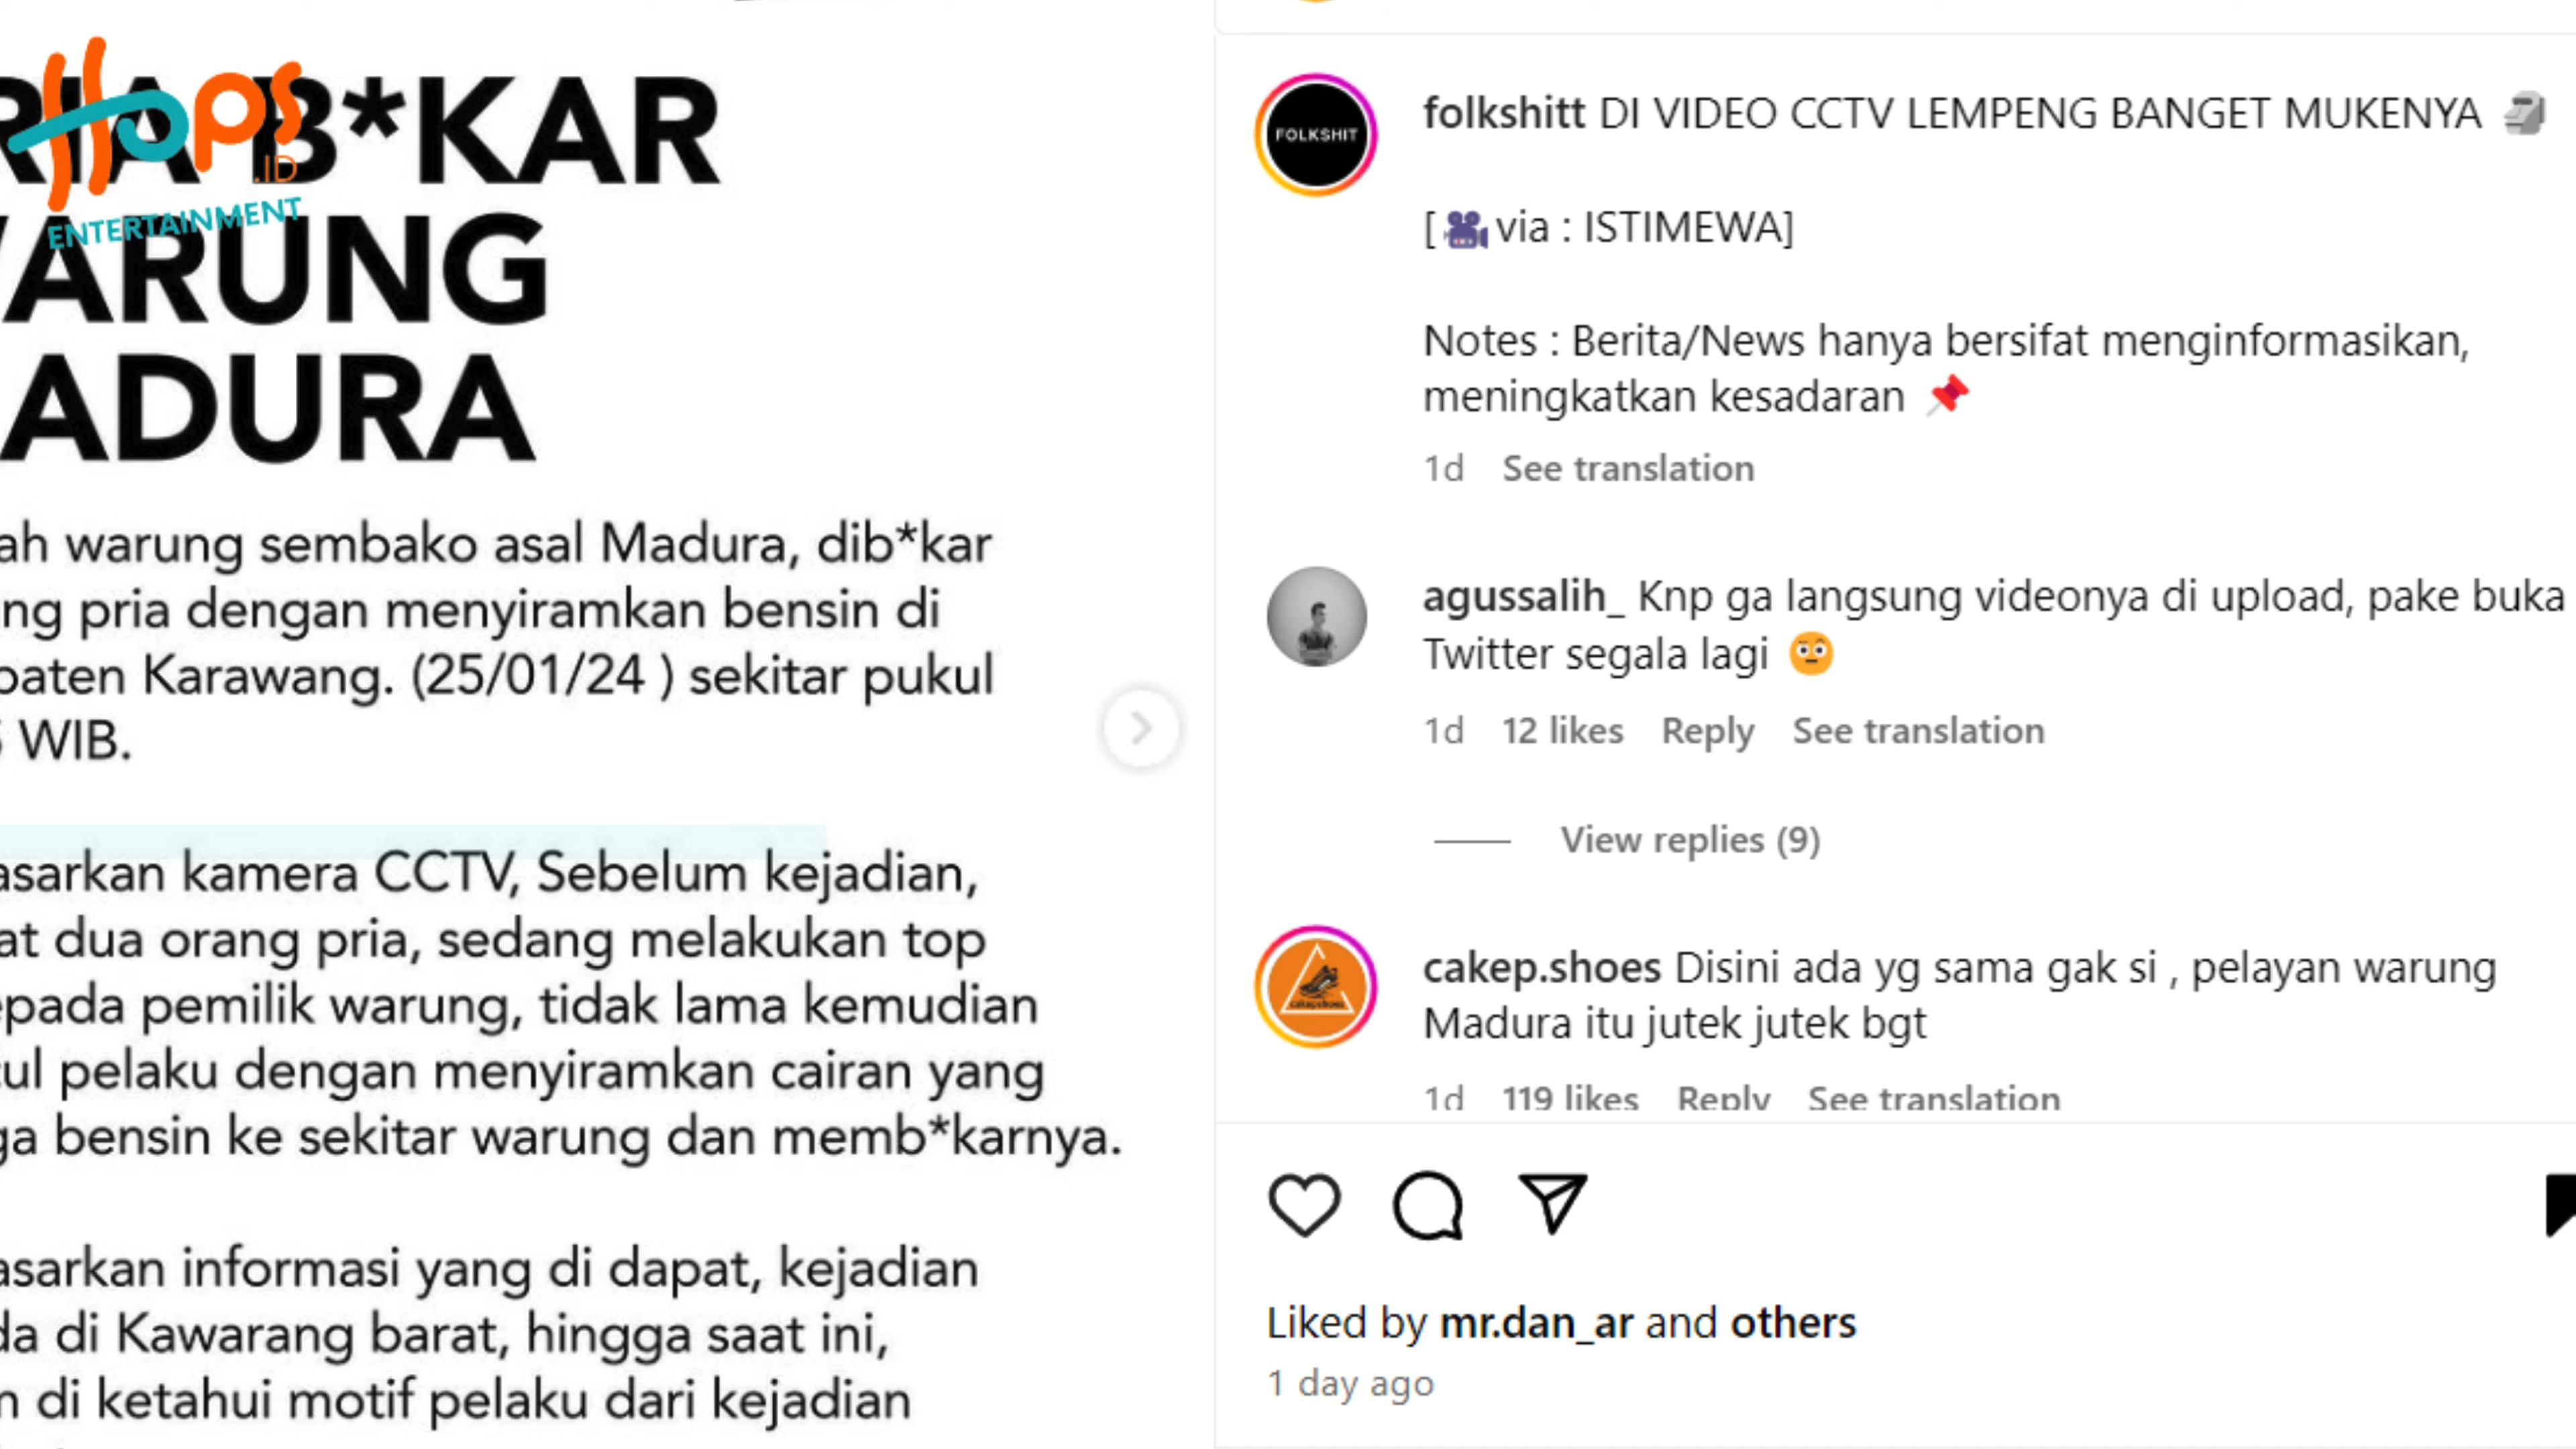 Hops
.ID
ENTERTAINMENT
RIA B*KAR
WARUNG
ADURA
ah warung sembako asal Madura, dib*kar
ng pria dengan menyiramkan bensin di
paten Karawang. (25/01/24 ) sekitar pukul
WIB.
asarkan kamera CCTV, Sebelum kejadian,
at dua orang pria, sedang melakukan top
epada pemilik warung, tidak lama kemudian
ul pelaku dengan menyiramkan cairan yang
ga bensin ke sekitar warung dan memb*karnya.
asarkan informasi yang di dapat, kejadian
da di Kawarang barat, hingga saat ini,
di ketahui motif pelaku dari kejadian
FOLKSHIT
folkshitt DI VIDEO CCTV LEMPENG BANGET MUKENYA 🗿
[🎥via : ISTIMEWA]
Notes : Berita/News hanya bersifat menginformasikan,
meningkatkan kesadaran 📌
1d See translation
agussalih_ Knp ga langsung videonya di upload, pake buka
Twitter segala lagi 🤨
1d 12 likes Reply See translation
View replies (9)
cakep.shoes Disini ada yg sama gak si , pelayan warung
Madura itu jutek jutek bgt
1d 119 likes Reply See translation
Liked by mr.dan_ar and others
1 day ago